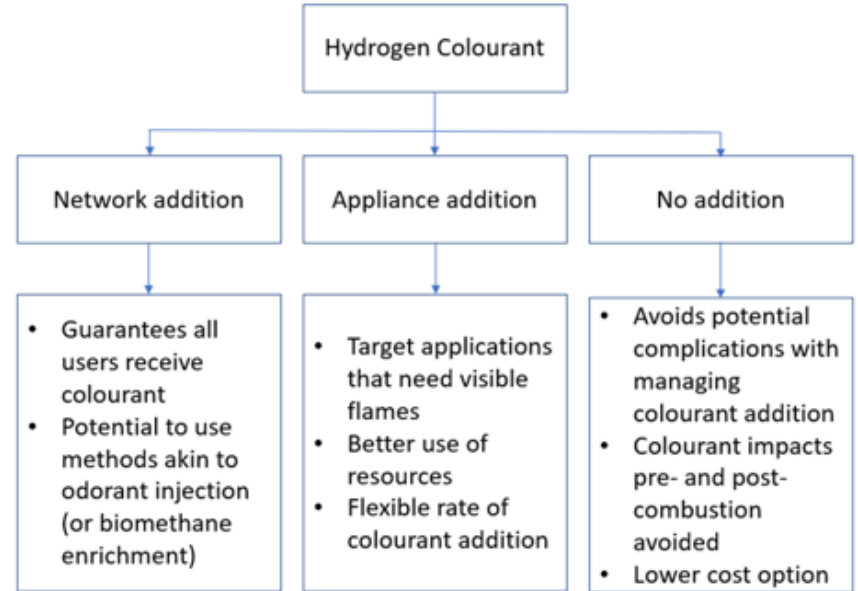 Hydrogen Colourant
Network addition
Appliance addition
No addition
• Guarantees all
users receive
colourant
• Potential to use
methods akin to
odorant injection
(or biomethane
enrichment)
• Target applications
that need visible
flames
• Better use of
resources
• Flexible rate of
colourant addition
• Avoids potential
complications with
managing
colourant addition
• Colourant impacts
pre- and post-
combustion
avoided
• Lower cost option